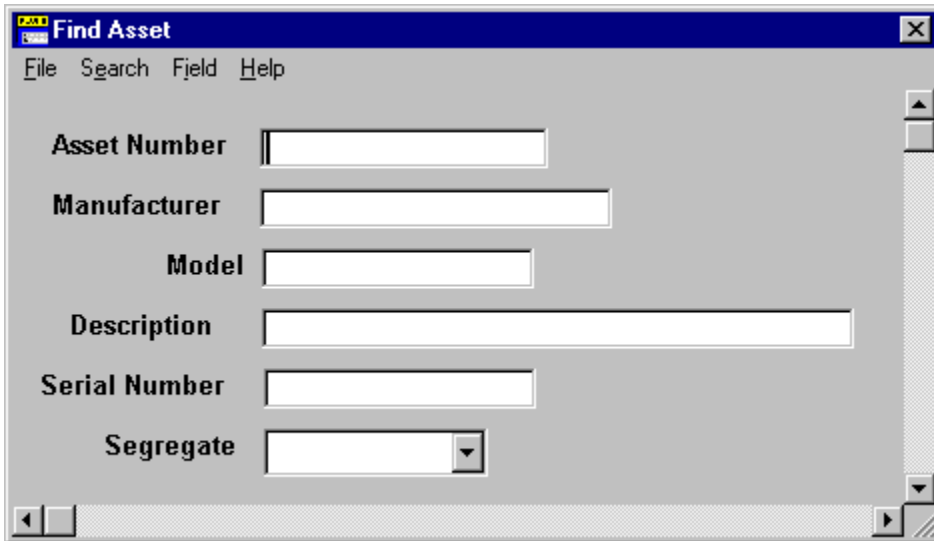 Find Asset
File Search Field Help
Asset Number
Manufacturer
Model
Description
Serial Number
Segregate